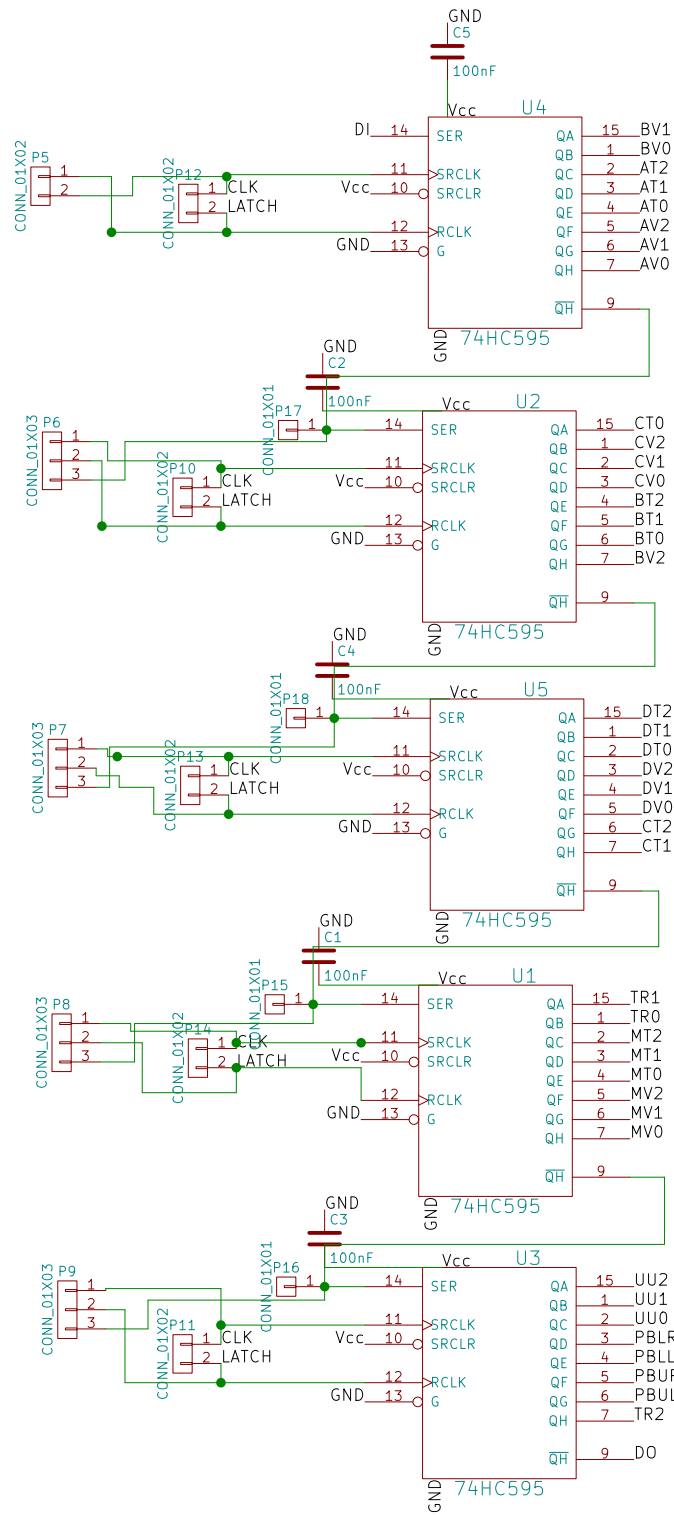 GND
C5
100nF
Vcc
U4
DI 14 SER QA 15 BV1
QB 1 BV0
P5
CONN_01X02
1
2
P12
CONN_01X02
1 CLK
2 LATCH
11 SRCLK QC 2 AT2
Vcc 10 SRCLR QD 3 AT1
QE 4 AT0
12 RCLK QF 5 AV2
GND 13 G QG 6 AV1
QH 7 AV0
QH 9
GND
74HC595
GND
C2
100nF
Vcc
U2
P17
CONN_01X01
1
14 SER QA 15 CT0
QB 1 CV2
P6
CONN_01X03
1
2
3
P10
CONN_01X02
1 CLK
2 LATCH
11 SRCLK QC 2 CV1
Vcc 10 SRCLR QD 3 CV0
QE 4 BT2
12 RCLK QF 5 BT1
GND 13 G QG 6 BT0
QH 7 BV2
QH 9
GND
74HC595
GND
C4
100nF
Vcc
U5
P18
CONN_01X01
1
14 SER QA 15 DT2
QB 1 DT1
P7
CONN_01X03
1
2
3
P13
CONN_01X02
1 CLK
2 LATCH
11 SRCLK QC 2 DT0
Vcc 10 SRCLR QD 3 DV2
QE 4 DV1
12 RCLK QF 5 DV0
GND 13 G QG 6 CT2
QH 7 CT1
QH 9
GND
74HC595
GND
C1
100nF
Vcc
U1
P15
CONN_01X01
1
14 SER QA 15 TR1
QB 1 TR0
P8
CONN_01X03
1
2
3
P14
CONN_01X02
1 CLK
2 LATCH
11 SRCLK QC 2 MT2
Vcc 10 SRCLR QD 3 MT1
QE 4 MT0
12 RCLK QF 5 MV2
GND 13 G QG 6 MV1
QH 7 MV0
QH 9
GND
74HC595
GND
C3
100nF
Vcc
U3
P16
CONN_01X01
1
14 SER QA 15 UU2
QB 1 UU1
P9
CONN_01X03
1
2
3
P11
CONN_01X02
1 CLK
2 LATCH
11 SRCLK QC 2 UU0
Vcc 10 SRCLR QD 3 PBLR
QE 4 PBLL
12 RCLK QF 5 PBUR
GND 13 G QG 6 PBUL
QH 7 TR2
QH 9 DO
GND
74HC595